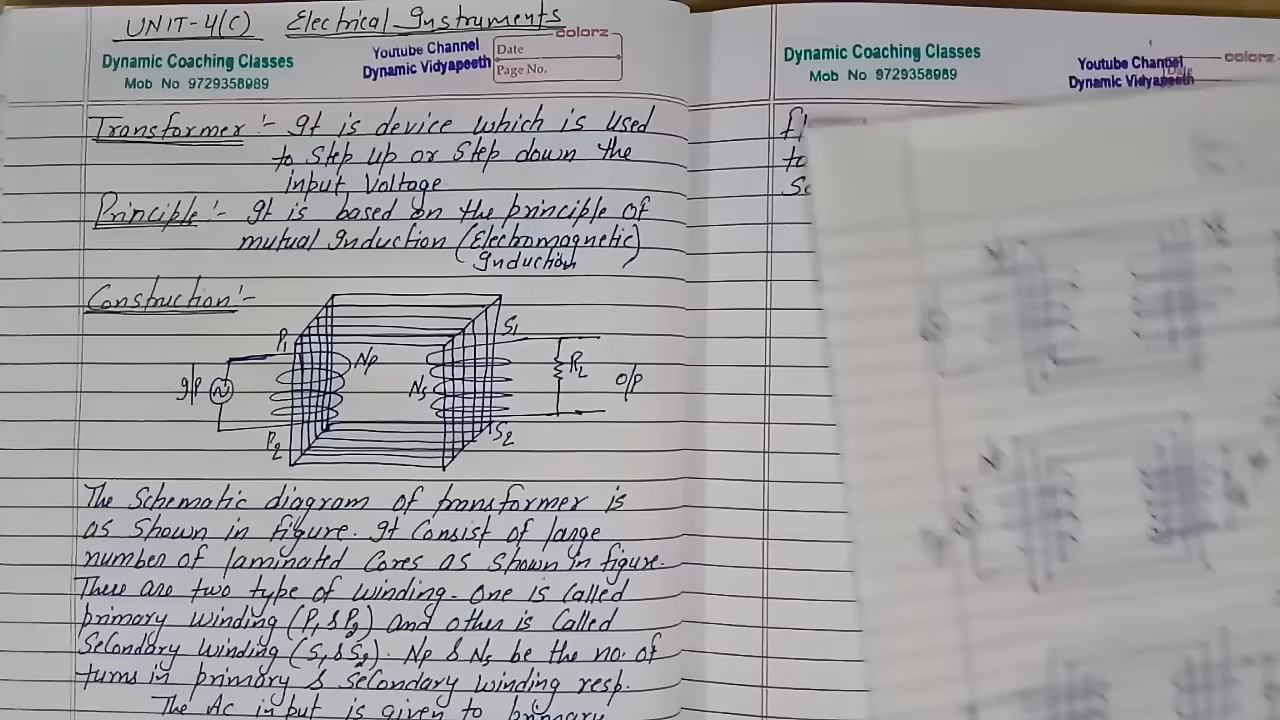 UNIT-4(C) Electrical Instruments
Dynamic Coaching Classes
Mob No 9729358989
Youtube Channel
Dynamic Vidyapeeth
colorz
Date
Page No.
Transformer :- It is device which is used
to step up or step down the
input voltage
Principle :- It is based on the principle of
mutual Induction (Electromagnetic)
Induction
Construction :-
P1
S1
Np
RL
I/P
Ns
O/P
P2
S2
The Schematic diagram of transformer is
as shown in figure. It consist of large
number of laminated Cores as shown in figure.
There are two type of winding. One is called
primary winding (P1 & P2) and other is called
Secondary winding (S1 & S2). Np & Ns be the no. of
turns in primary & secondary winding resp.
The AC input is given to primary
Dynamic Coaching Classes
Mob No 9729358989
Youtube Channel
Dynamic Vidyapeeth
colorz
to